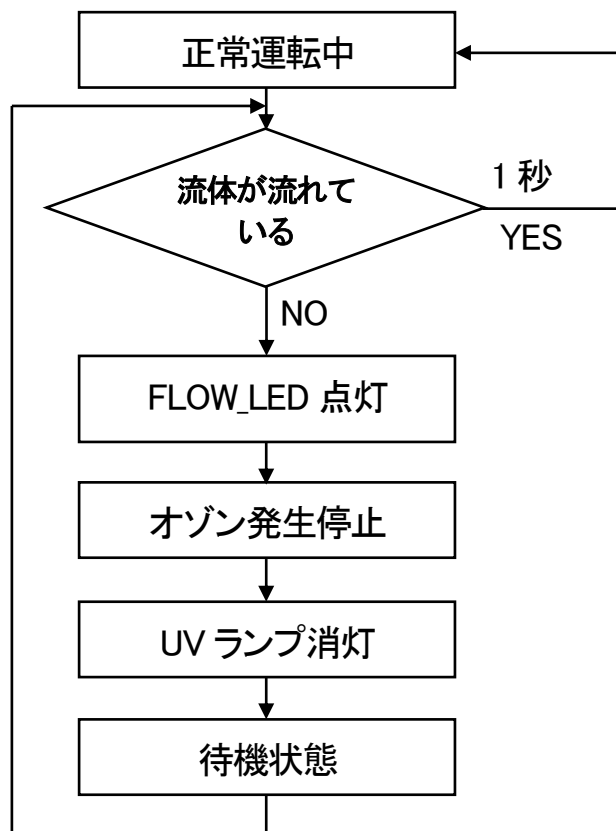 正常運転中
流体が流れて
いる
1 秒
YES
NO
FLOW_LED 点灯
オゾン発生停止
UV ランプ消灯
待機状態